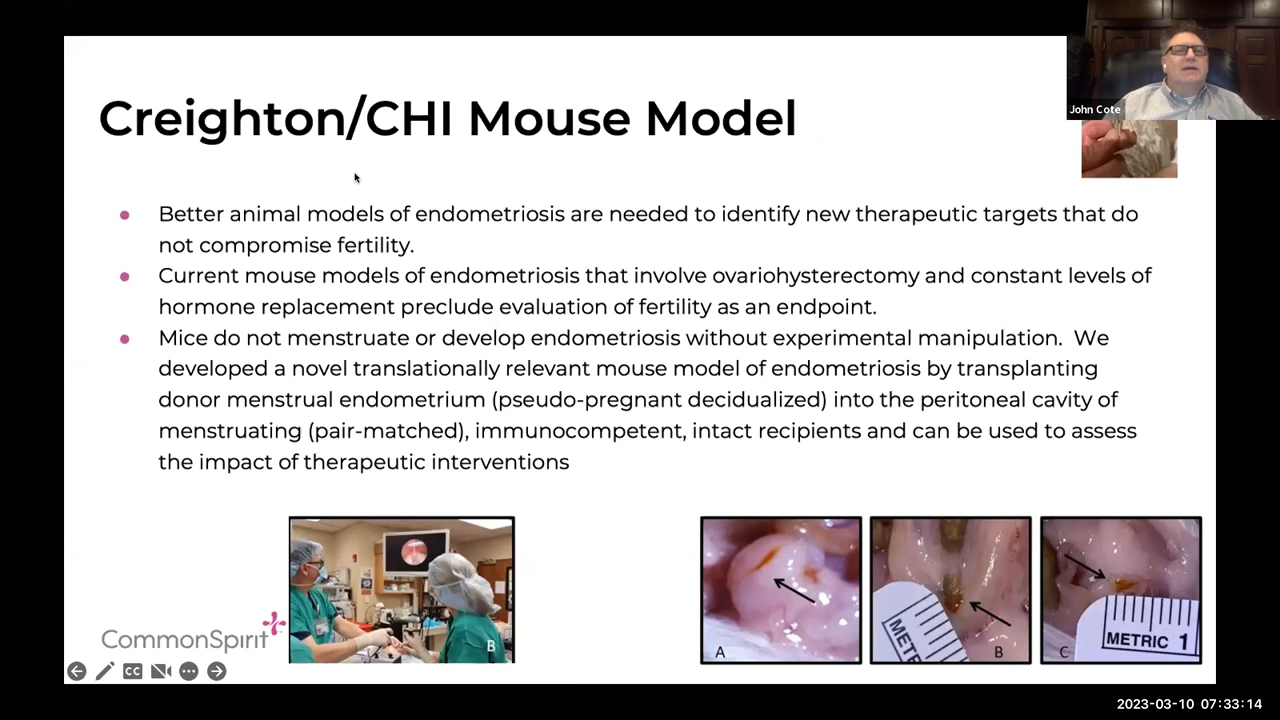 John Cote
Creighton/CHI Mouse Model
Better animal models of endometriosis are needed to identify new therapeutic targets that do
not compromise fertility.
Current mouse models of endometriosis that involve ovariohysterectomy and constant levels of
hormone replacement preclude evaluation of fertility as an endpoint.
Mice do not menstruate or develop endometriosis without experimental manipulation.  We
developed a novel translationally relevant mouse model of endometriosis by transplanting
donor menstrual endometrium (pseudo-pregnant decidualized) into the peritoneal cavity of
menstruating (pair-matched), immunocompetent, intact recipients and can be used to assess
the impact of therapeutic interventions
CommonSpirit
CC
B
A
METR
B
C
METRIC 1
2023-03-10 07:33:14